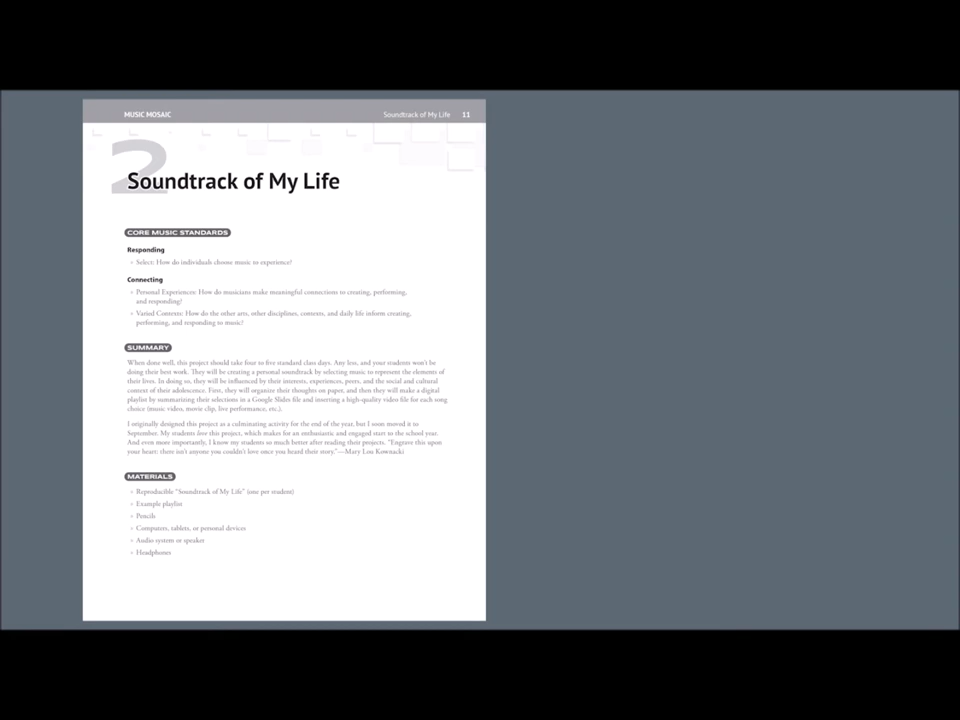 MUSIC MOSAIC Soundtrack of My Life 11
2
Soundtrack of My Life
CORE MUSIC STANDARDS
Responding
» Select: How do individuals choose music to experience?
Connecting
» Personal Experiences: How do musicians make meaningful connections to creating, performing,
and responding?
» Varied Contexts: How do the other arts, other disciplines, contexts, and daily life inform creating,
performing, and responding to music?
SUMMARY
When done well, this project should take four to five standard class days. Any less, and your students won't be
doing their best work. They will be creating a personal soundtrack by selecting music to represent the elements of
their lives. In doing so, they will be influenced by their interests, experiences, peers, and the social and cultural
context of their adolescence. First, they will organize their thoughts on paper, and then they will make a digital
playlist by summarizing their selections in a Google Slides file and inserting a high-quality video file for each song
choice (music video, movie clip, live performance, etc.).
I originally designed this project as a culminating activity for the end of the year, but I soon moved it to
September. My students love this project, which makes for an enthusiastic and engaged start to the school year.
And even more importantly, I know my students so much better after reading their projects. "Engrave this upon
your heart: there isn't anyone you couldn't love once you heard their story."—Mary Lou Kownacki
MATERIALS
» Reproducible "Soundtrack of My Life" (one per student)
» Example playlist
» Pencils
» Computers, tablets, or personal devices
» Audio system or speaker
» Headphones